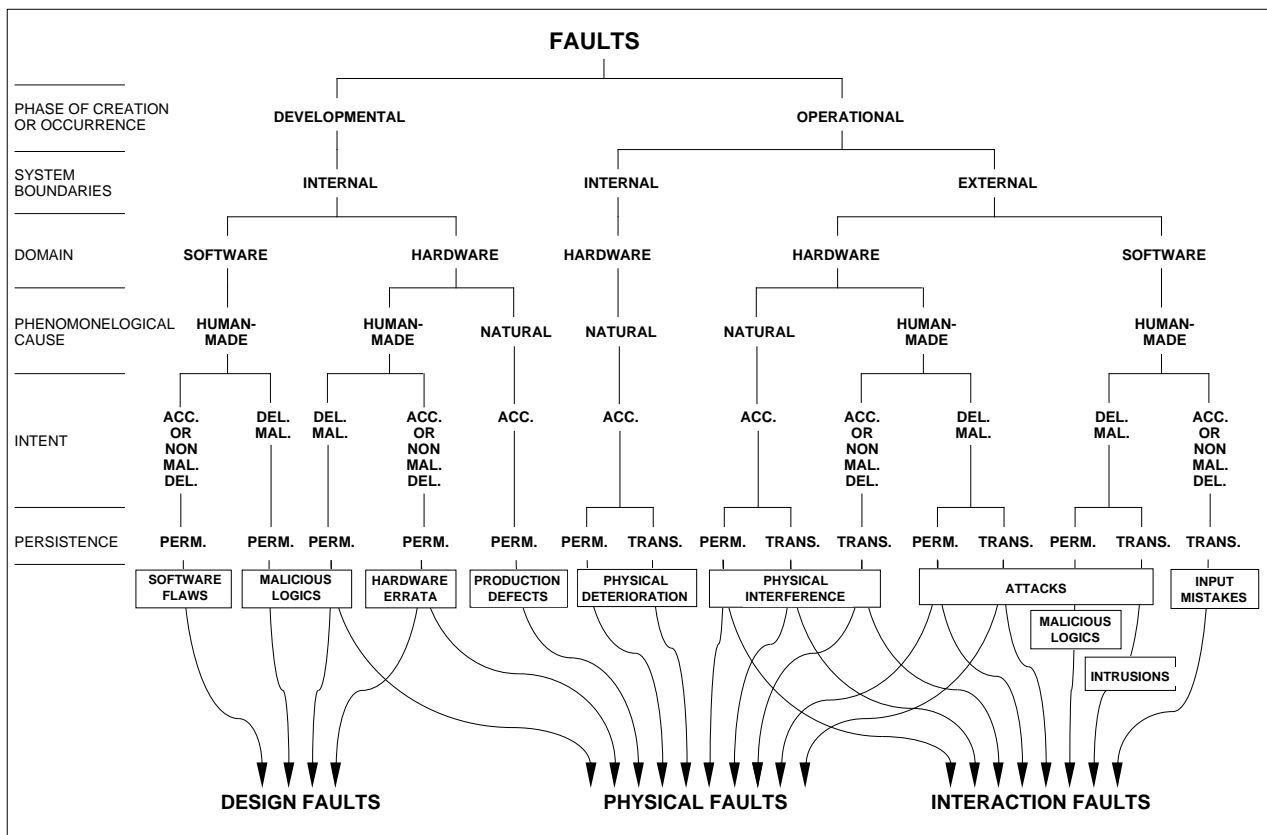 FAULTS
PHASE OF CREATION
OR OCCURRENCE
DEVELOPMENTAL
OPERATIONAL
SYSTEM
BOUNDARIES
INTERNAL
INTERNAL
EXTERNAL
DOMAIN
SOFTWARE
HARDWARE
HARDWARE
HARDWARE
SOFTWARE
PHENOMONELOGICAL
CAUSE
HUMAN-
MADE
HUMAN-
MADE
NATURAL
NATURAL
NATURAL
HUMAN-
MADE
HUMAN-
MADE
INTENT
ACC.
OR
NON
MAL.
DEL.
DEL.
MAL.
DEL.
MAL.
ACC.
OR
NON
MAL.
DEL.
ACC.
ACC.
ACC.
ACC.
OR
NON
MAL.
DEL.
DEL.
MAL.
DEL.
MAL.
ACC.
OR
NON
MAL.
DEL.
PERSISTENCE
PERM.
PERM.
PERM.
PERM.
PERM.
PERM.
TRANS.
PERM.
TRANS.
TRANS.
PERM.
TRANS.
PERM.
TRANS.
TRANS.
SOFTWARE
FLAWS
MALICIOUS
LOGICS
HARDWARE
ERRATA
PRODUCTION
DEFECTS
PHYSICAL
DETERIORATION
PHYSICAL
INTERFERENCE
ATTACKS
INPUT
MISTAKES
MALICIOUS
LOGICS
INTRUSIONS
DESIGN FAULTS
PHYSICAL FAULTS
INTERACTION FAULTS